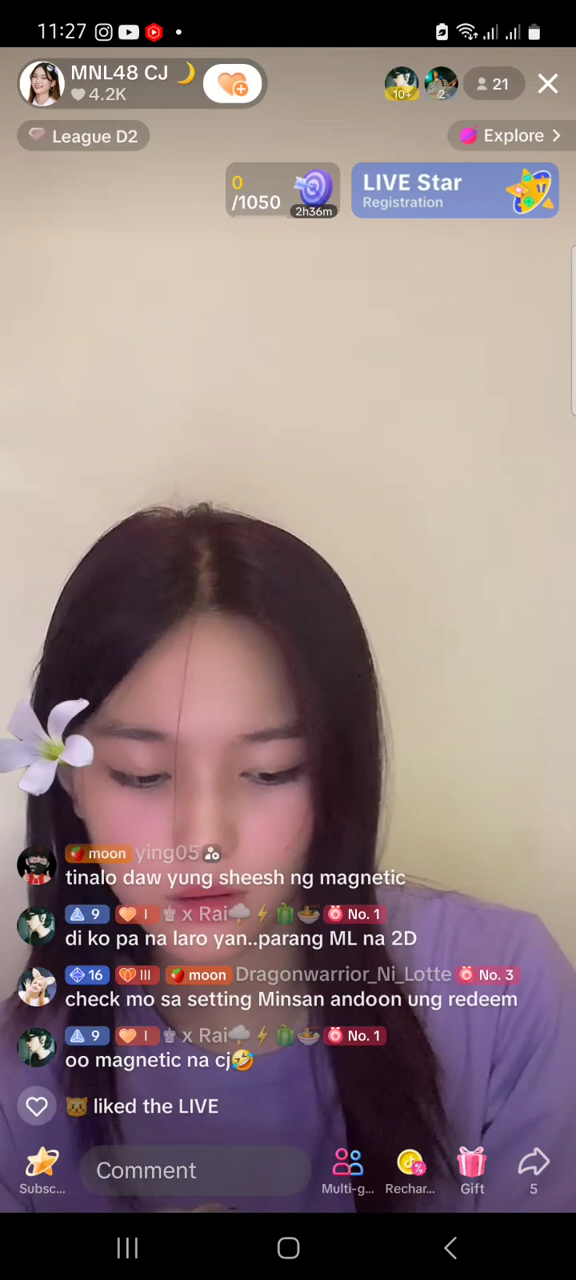 11:27
MNL48 CJ 🌙
4.2K
10+
2
21
League D2
Explore
0
/1050
2h36m
LIVE Star
Registration
moon ying05
tinalo daw yung sheesh ng magnetic
9 I x Rai🌩️⚡🎁🍲 No. 1
di ko pa na laro yan..parang ML na 2D
16 III moon Dragonwarrior_Ni_Lotte No. 3
check mo sa setting Minsan andoon ung redeem
9 I x Rai🌩️⚡🎁🍲 No. 1
oo magnetic na cj🤣
🐱 liked the LIVE
Comment
Subsc... Multi-g... Rechar... Gift 5